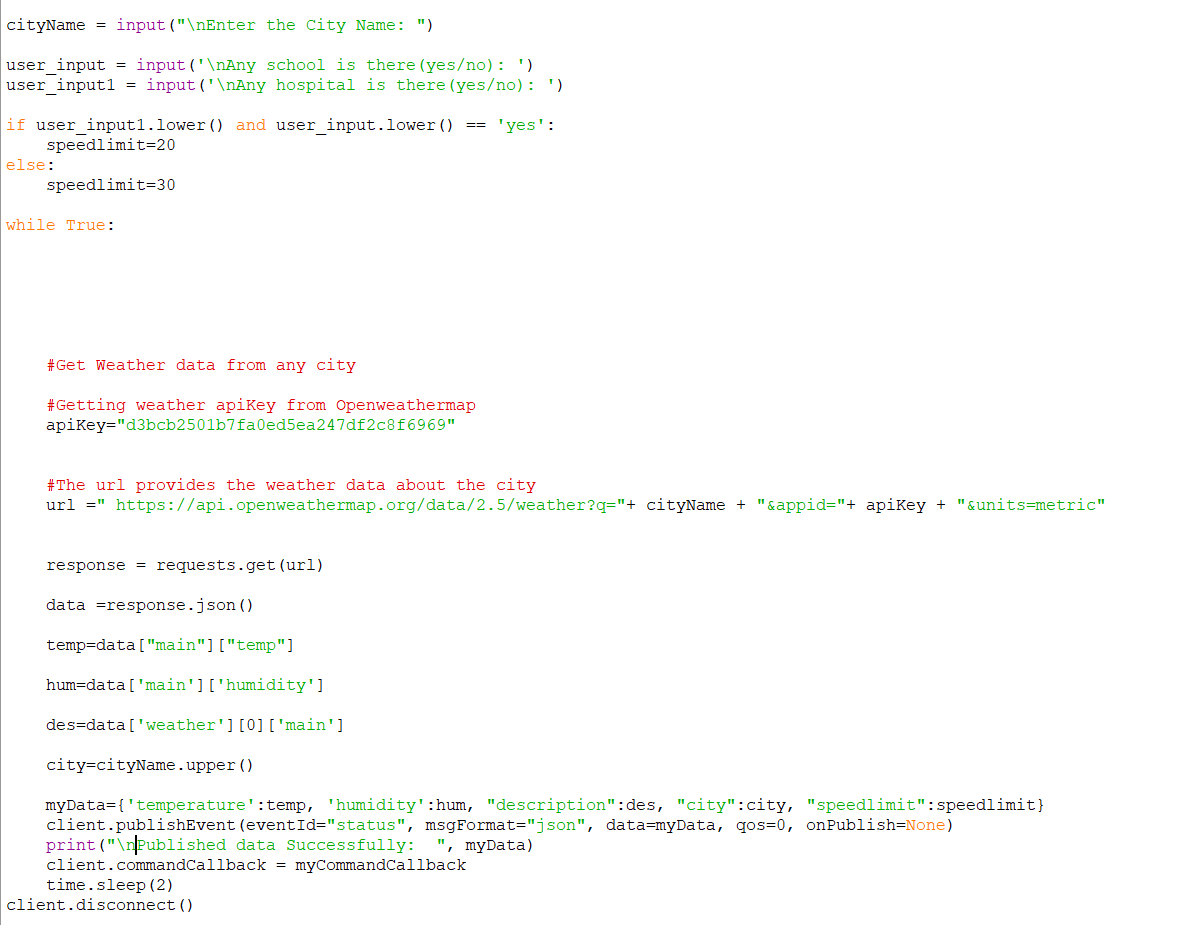 cityName = input("\nEnter the City Name: ")
user_input = input('\nAny school is there(yes/no): ')
user_input1 = input('\nAny hospital is there(yes/no): ')
if user_input1.lower() and user_input.lower() == 'yes':
    speedlimit=20
else:
    speedlimit=30
while True:
    #Get Weather data from any city
    #Getting weather apiKey from Openweathermap
    apiKey="d3bcb2501b7fa0ed5ea247df2c8f6969"
    #The url provides the weather data about the city
    url =" https://api.openweathermap.org/data/2.5/weather?q="+ cityName + "&appid="+ apiKey + "&units=metric"
    response = requests.get(url)
    data =response.json()
    temp=data["main"]["temp"]
    hum=data['main']['humidity']
    des=data['weather'][0]['main']
    city=cityName.upper()
    myData={'temperature':temp, 'humidity':hum, "description":des, "city":city, "speedlimit":speedlimit}
    client.publishEvent(eventId="status", msgFormat="json", data=myData, qos=0, onPublish=None)
    print("\nPublished data Successfully:  ", myData)
    client.commandCallback = myCommandCallback
    time.sleep(2)
client.disconnect()